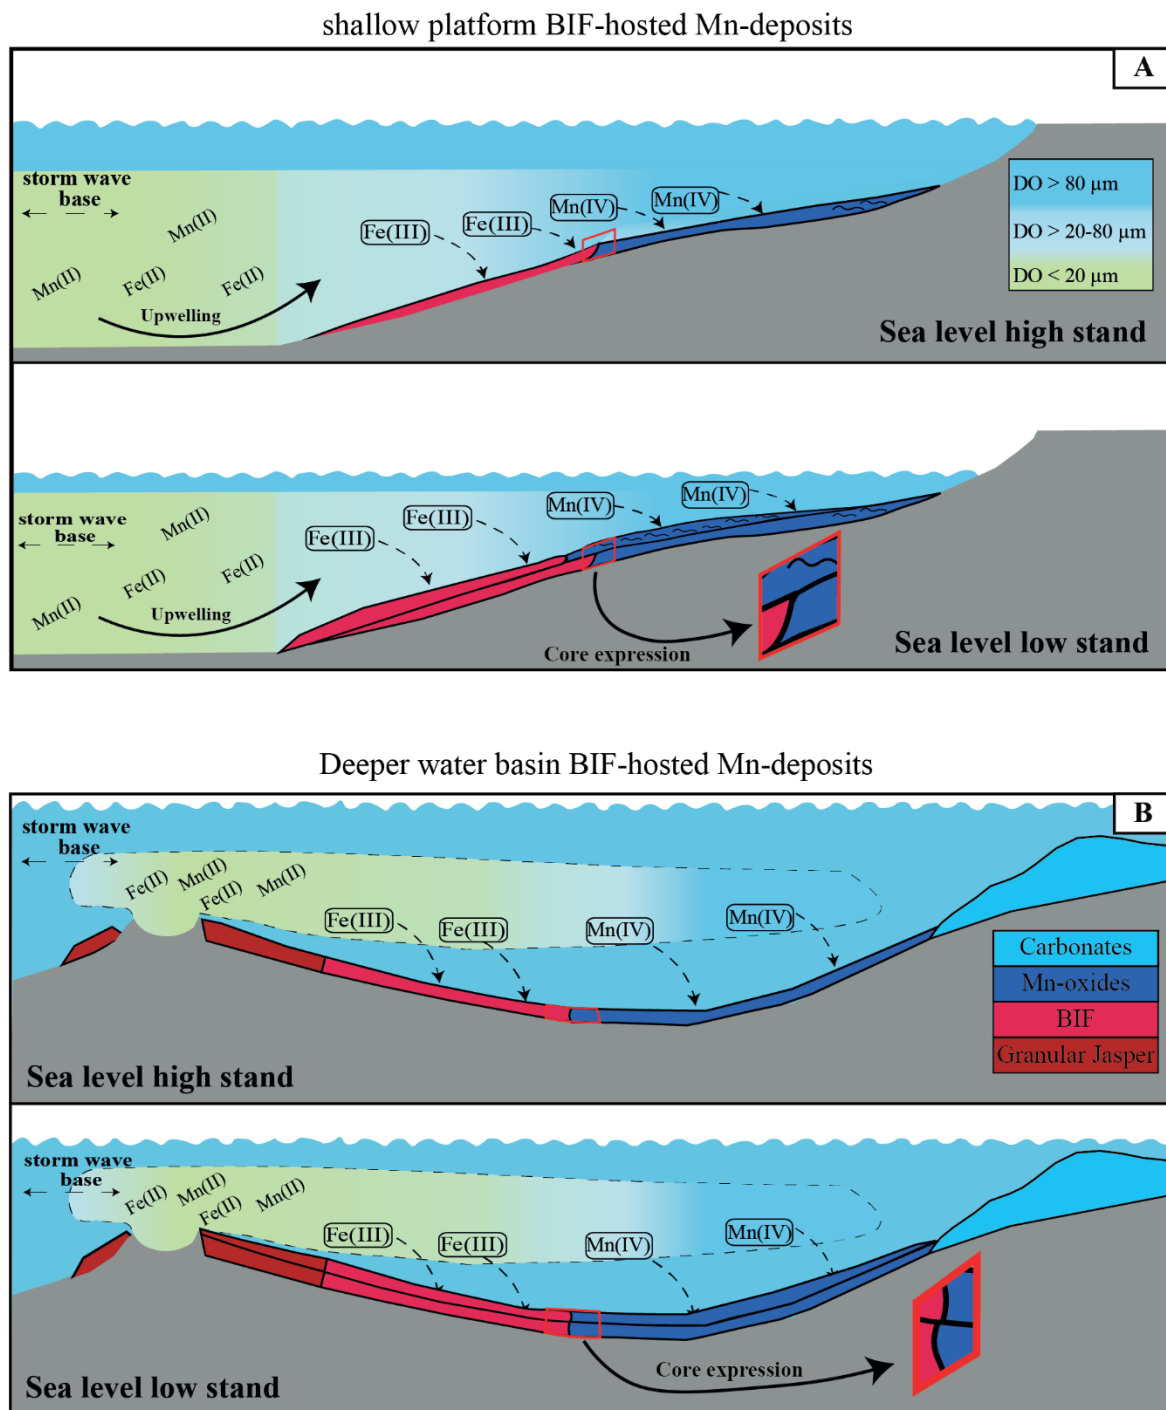 shallow platform BIF-hosted Mn-deposits
A
storm wave
base
Mn(II)
Mn(II)
Fe(II)
Fe(II)
Upwelling
Fe(III)
Fe(III)
Mn(IV)
Mn(IV)
DO > 80 µm
DO > 20-80 µm
DO < 20 µm
Sea level high stand
storm wave
base
Mn(II)
Fe(II)
Fe(II)
Mn(II)
Upwelling
Fe(III)
Fe(III)
Mn(IV)
Mn(IV)
Core expression
Sea level low stand
Deeper water basin BIF-hosted Mn-deposits
B
storm wave
base
Fe(II)
Mn(II)
Fe(II)
Mn(II)
Fe(III)
Fe(III)
Mn(IV)
Mn(IV)
Carbonates
Mn-oxides
BIF
Granular Jasper
Sea level high stand
storm wave
base
Fe(II)
Mn(II)
Fe(II)
Mn(II)
Fe(III)
Fe(III)
Mn(IV)
Mn(IV)
Core expression
Sea level low stand